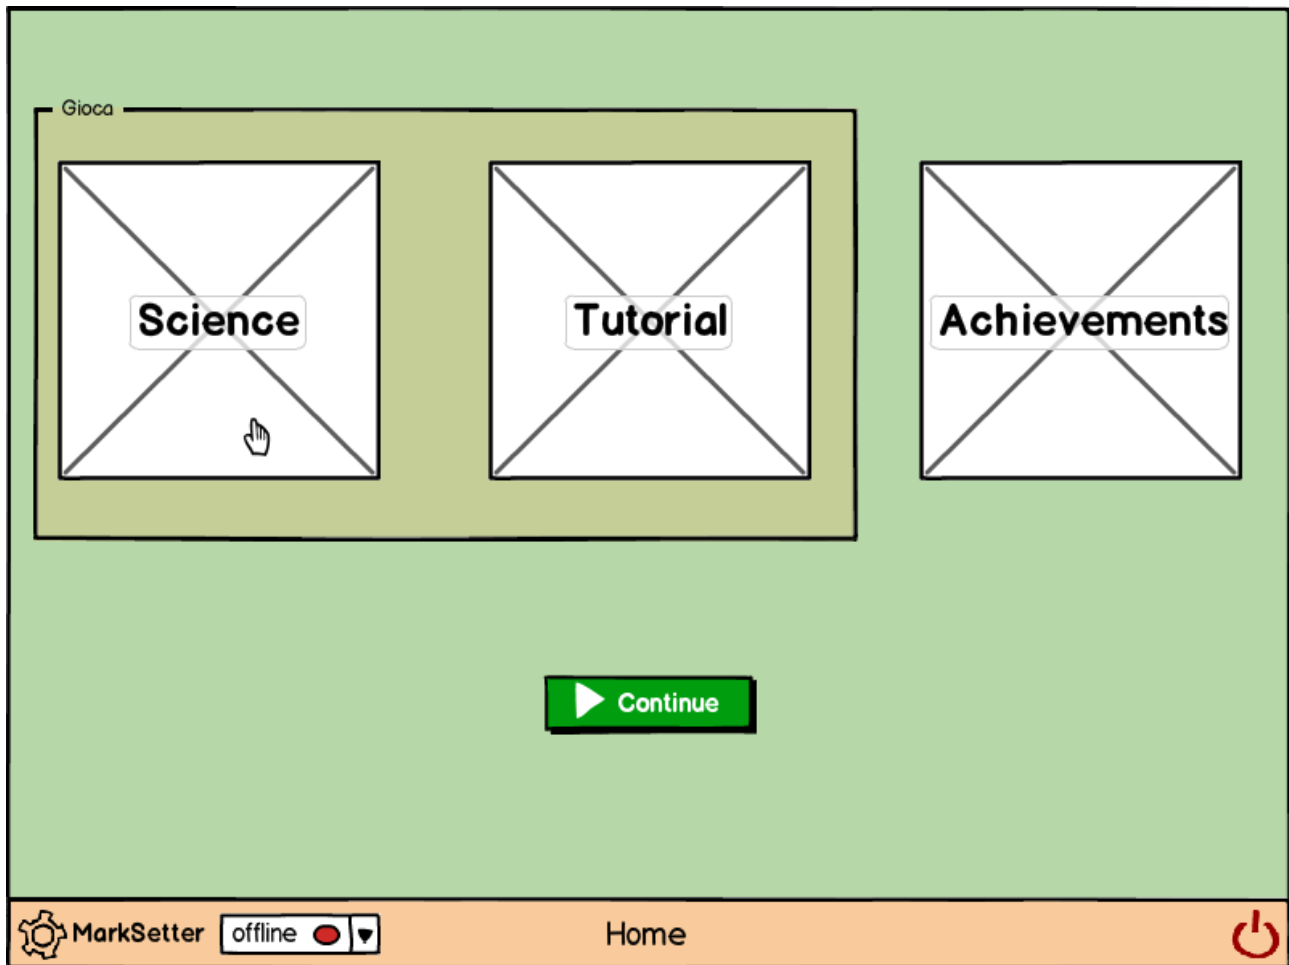 Gioca
Science
Tutorial
Achievements
Continue
MarkSetter
offline
Home